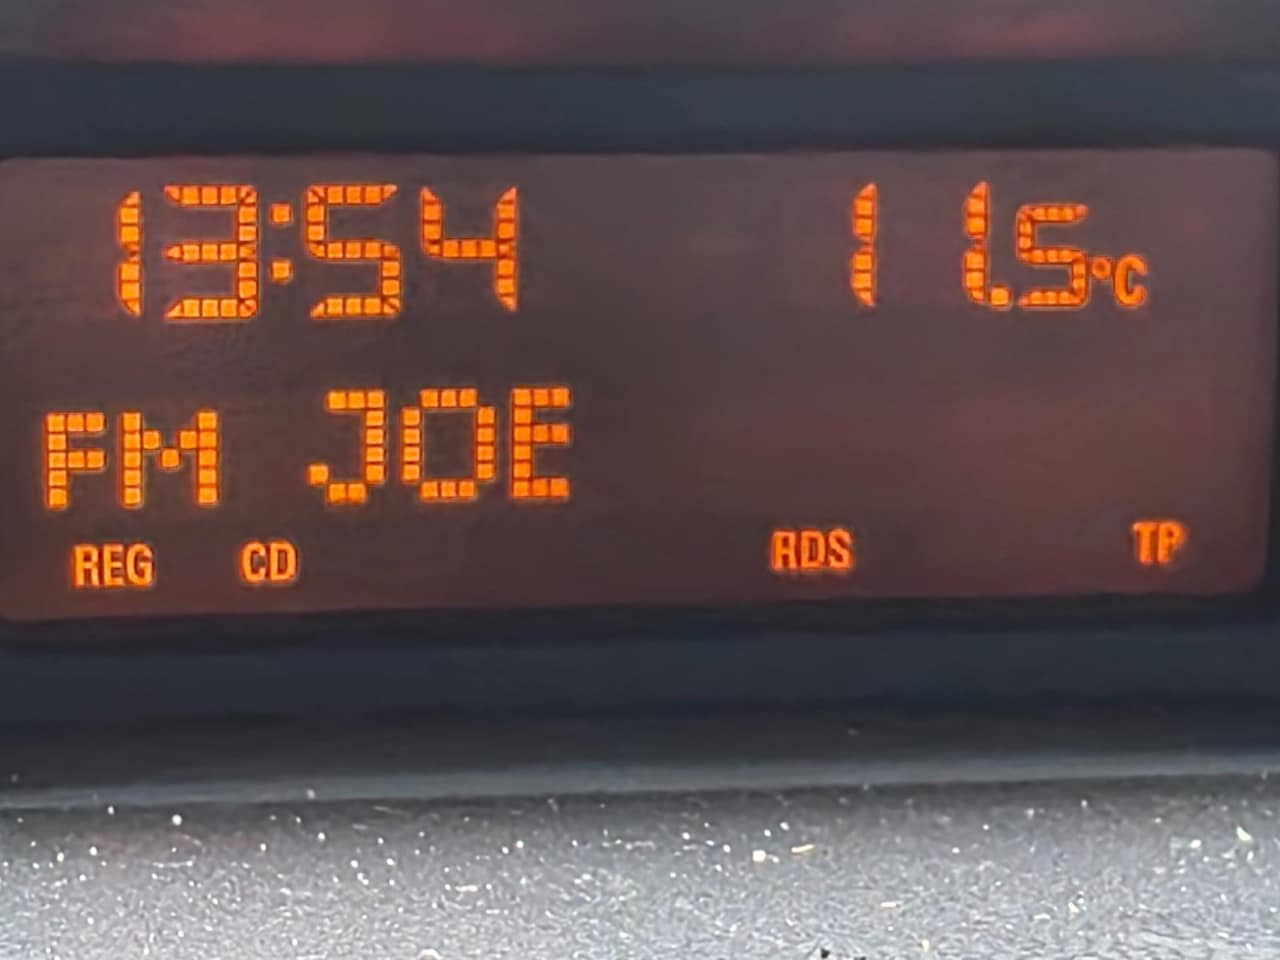 13:54 11.5°C
FM JOE
REG CD RDS TP